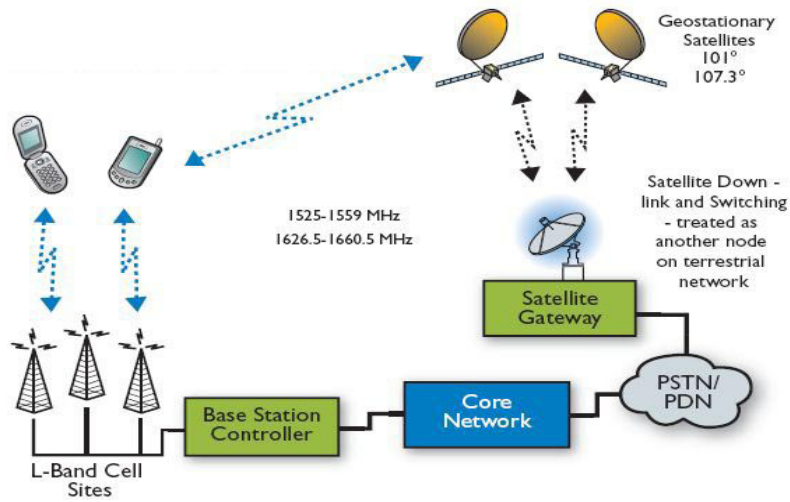 Geostationary
Satellites
101°
107.3°
1525-1559 MHz
1626.5-1660.5 MHz
Satellite Down -
link and Switching
- treated as
another node
on terrestrial
network
Satellite
Gateway
PSTN/
PDN
Core
Network
Base Station
Controller
L-Band Cell
Sites